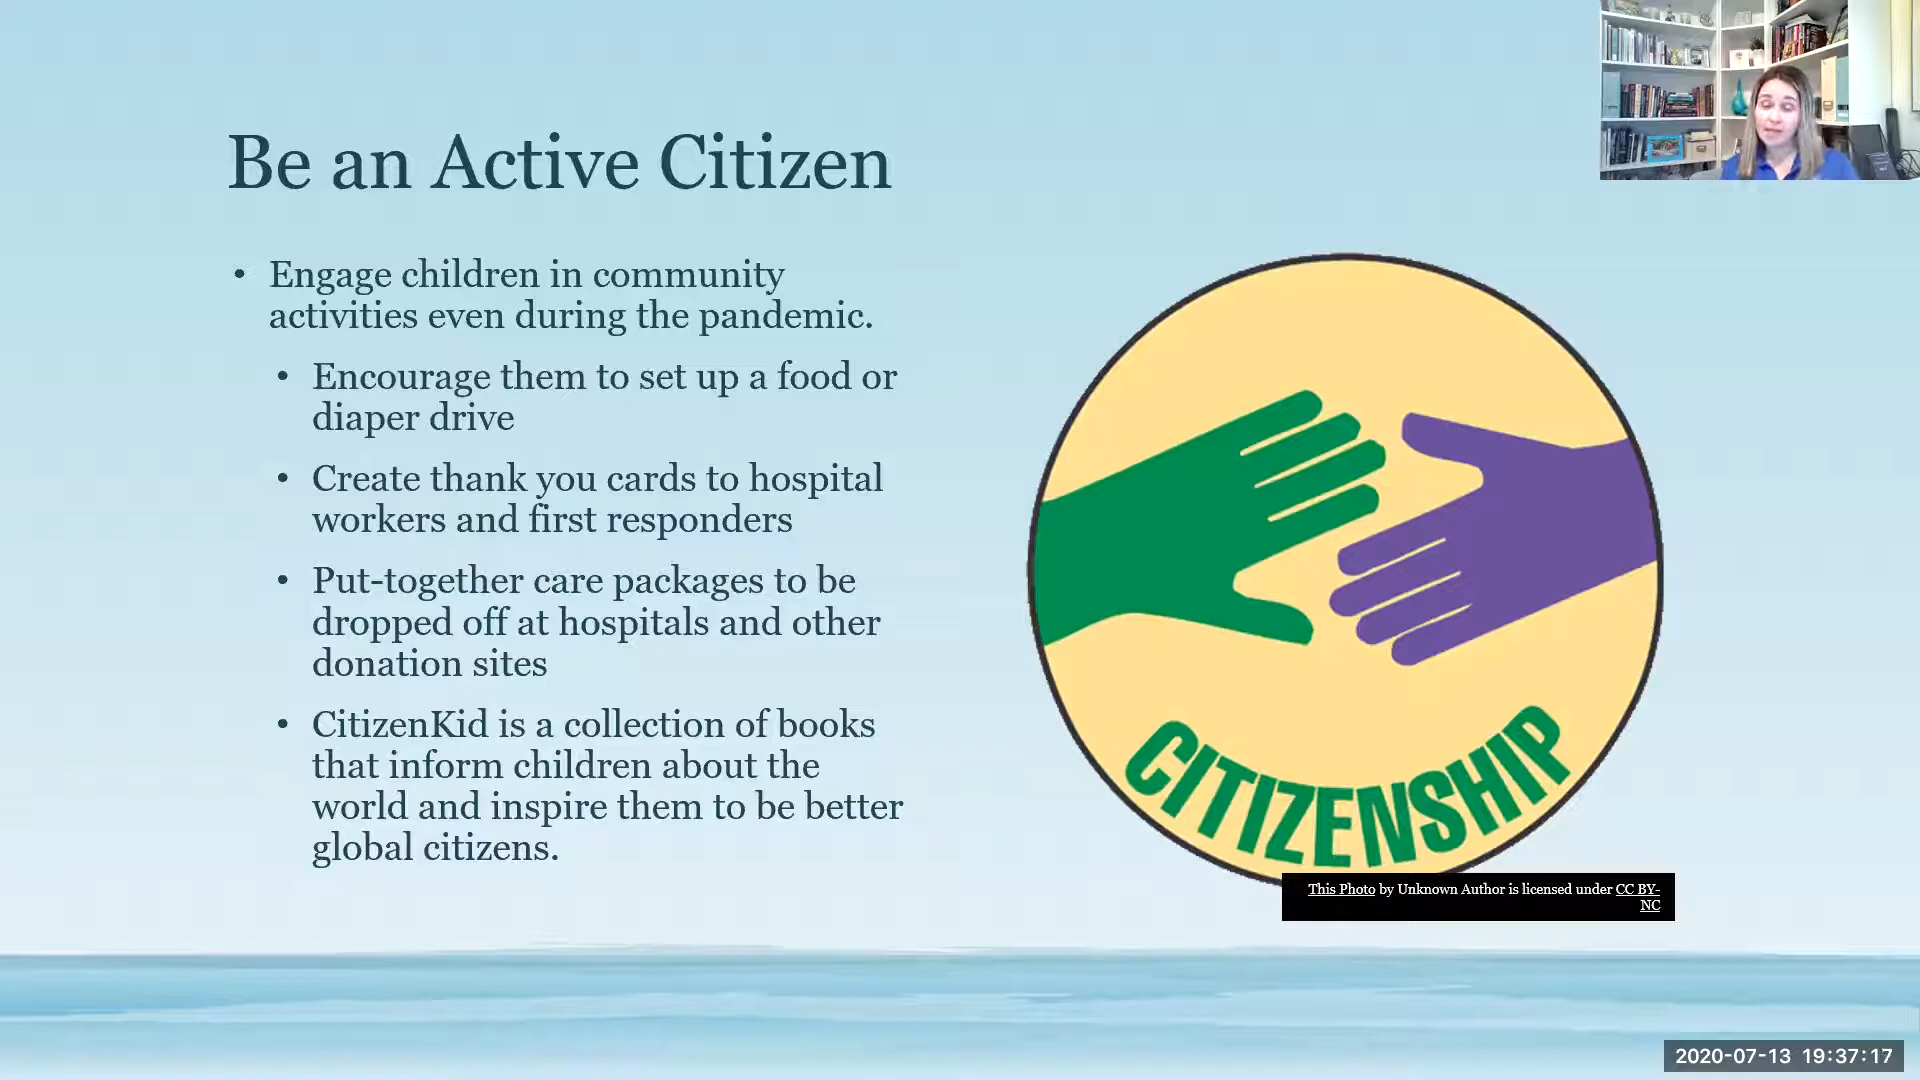 Be an Active Citizen
• Engage children in community
activities even during the pandemic.
• Encourage them to set up a food or
diaper drive
• Create thank you cards to hospital
workers and first responders
• Put-together care packages to be
dropped off at hospitals and other
donation sites
• CitizenKid is a collection of books
that inform children about the
world and inspire them to be better
global citizens.
CITIZENSHIP
This Photo by Unknown Author is licensed under CC BY-
NC
2020-07-13 19:37:17